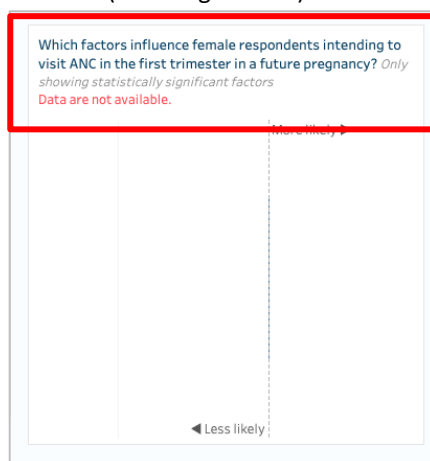 Which factors influence female respondents intending to
visit ANC in the first trimester in a future pregnancy? Only
showing statistically significant factors
Data are not available.
More likely ▶
◀ Less likely